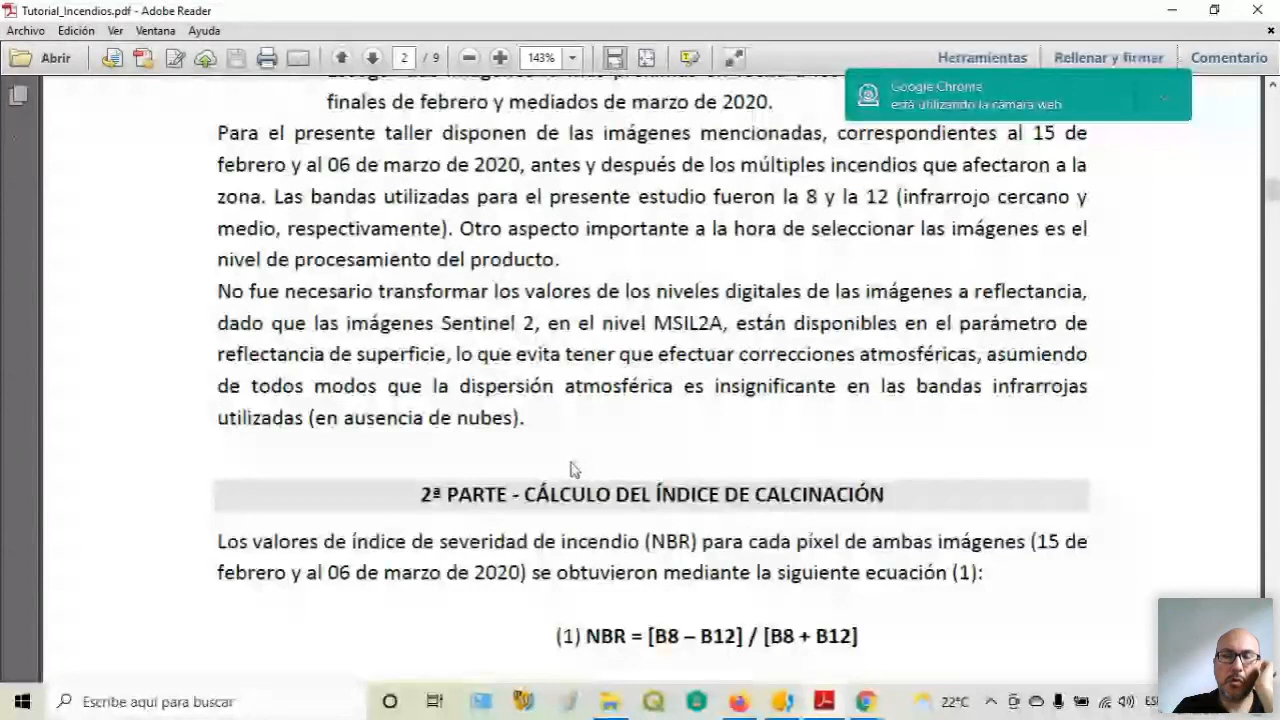 Tutorial_Incendios.pdf - Adobe Reader
Archivo Edición Ver Ventana Ayuda
Abrir 2 / 9 143% Herramientas Rellenar y firmar Comentario
Google Chrome
está utilizando la cámara web
finales de febrero y mediados de marzo de 2020.
Para el presente taller disponen de las imágenes mencionadas, correspondientes al 15 de
febrero y al 06 de marzo de 2020, antes y después de los múltiples incendios que afectaron a la
zona. Las bandas utilizadas para el presente estudio fueron la 8 y la 12 (infrarrojo cercano y
medio, respectivamente). Otro aspecto importante a la hora de seleccionar las imágenes es el
nivel de procesamiento del producto.
No fue necesario transformar los valores de los niveles digitales de las imágenes a reflectancia,
dado que las imágenes Sentinel 2, en el nivel MSIL2A, están disponibles en el parámetro de
reflectancia de superficie, lo que evita tener que efectuar correcciones atmosféricas, asumiendo
de todos modos que la dispersión atmosférica es insignificante en las bandas infrarrojas
utilizadas (en ausencia de nubes).
2ª PARTE - CÁLCULO DEL ÍNDICE DE CALCINACIÓN
Los valores de índice de severidad de incendio (NBR) para cada píxel de ambas imágenes (15 de
febrero y al 06 de marzo de 2020) se obtuvieron mediante la siguiente ecuación (1):
(1) NBR = [B8 – B12] / [B8 + B12]
Escribe aquí para buscar 22°C